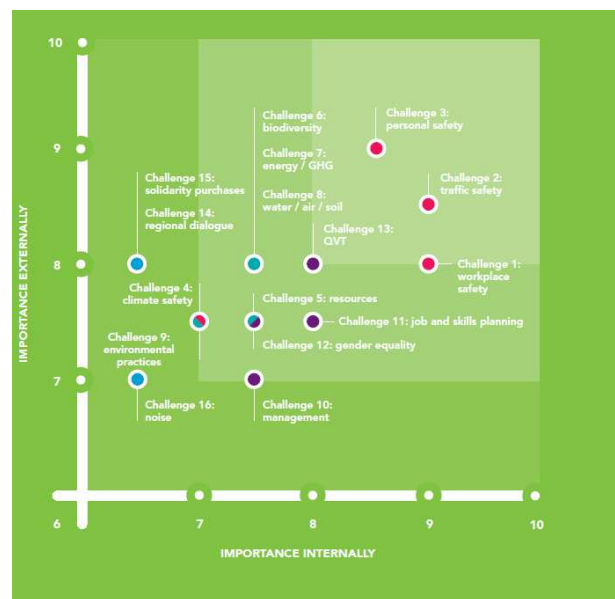 10
9
8
7
6
7
8
9
10
IMPORTANCE EXTERNALLY
IMPORTANCE INTERNALLY
Challenge 6:
biodiversity
Challenge 7:
energy / GHG
Challenge 8:
water / air / soil
Challenge 3:
personal safety
Challenge 2:
traffic safety
Challenge 15:
solidarity purchases
Challenge 14:
regional dialogue
Challenge 13:
QVT
Challenge 1:
workplace
safety
Challenge 4:
climate safety
Challenge 5: resources
Challenge 11: job and skills planning
Challenge 9:
environmental
practices
Challenge 12: gender equality
Challenge 16:
noise
Challenge 10:
management